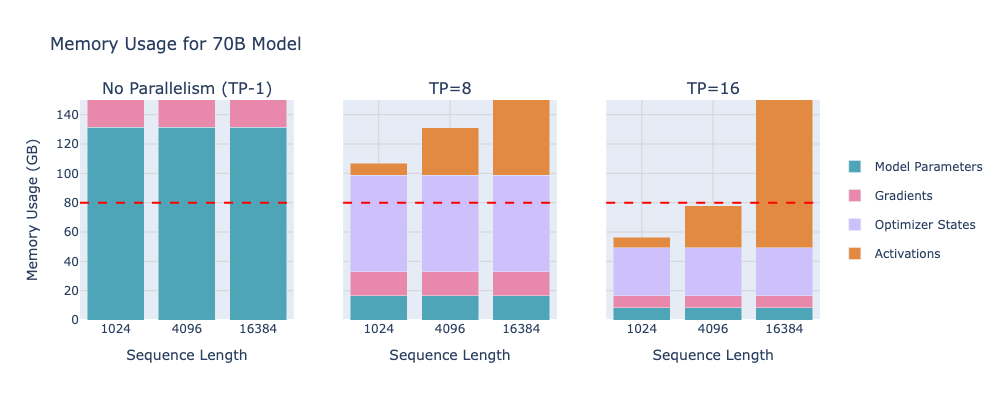 Memory Usage for 70B Model
No Parallelism (TP-1)
TP=8
TP=16
Memory Usage (GB)
140
120
100
80
60
40
20
0
1024 4096 16384
1024 4096 16384
1024 4096 16384
Sequence Length
Sequence Length
Sequence Length
Model Parameters
Gradients
Optimizer States
Activations